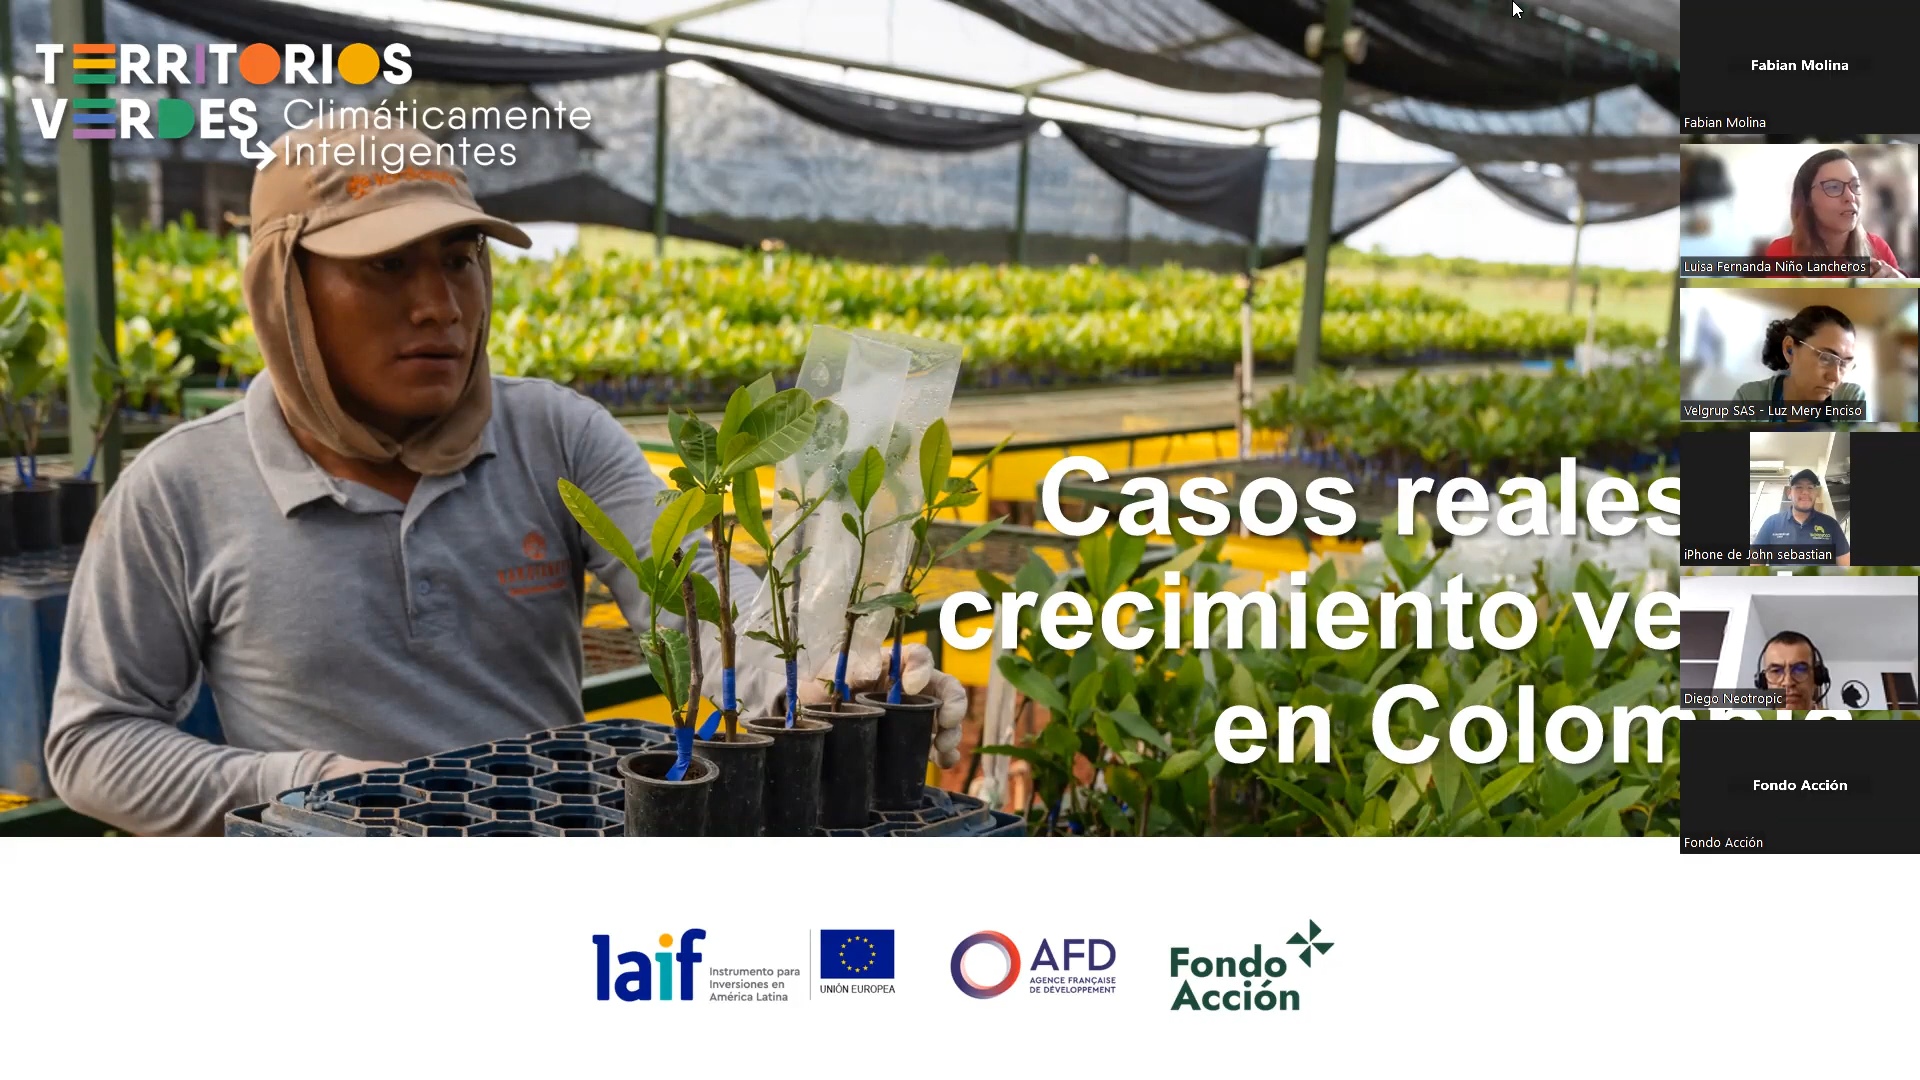 TERRITORIOS
VERDES Climáticamente
Inteligentes
Casos reales
crecimiento ve
en Colombia
laif
Instrumento para
Inversiones en
América Latina
UNIÓN EUROPEA
AFD
AGENCE FRANÇAISE
DE DÉVELOPPEMENT
Fondo
Acción
Fabian Molina
Fabian Molina
Luisa Fernanda Niño Lancheros
Velgrup SAS - Luz Mery Enciso
iPhone de John sebastian
Diego Neotropic
Fondo Acción
Fondo Acción